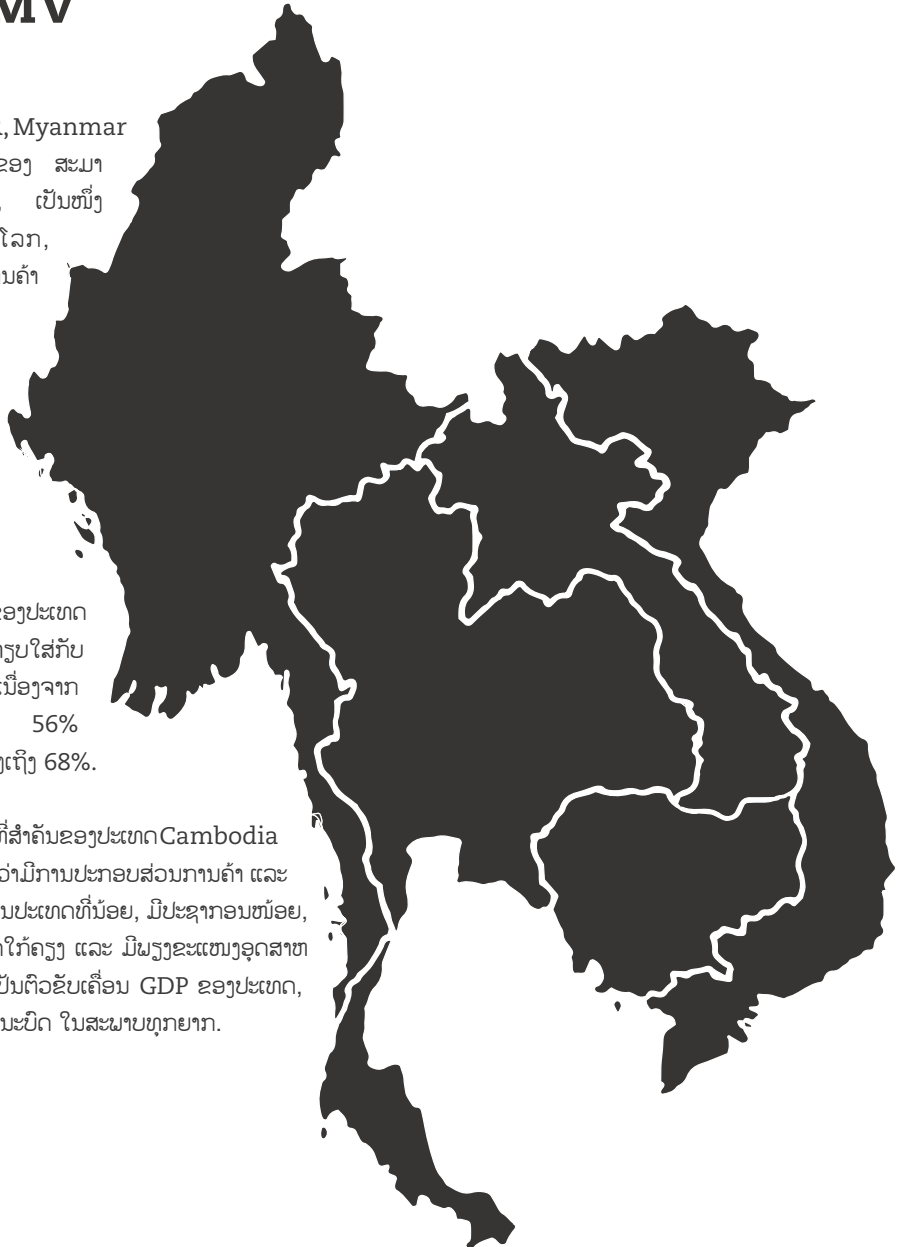 MV
, Myanmar
ຂອງ ສະມາ
ເປັນໜຶ່ງ
ໂລກ,
ນຄ້າ
ຂອງປະເທດ
ທຽບໃສ່ກັບ
ເນື່ອງຈາກ
56%
ເຖິງ 68%.
ທີ່ສຳຄັນຂອງປະເທດCambodia
ວ່າມີການປະກອບສ່ວນການຄ້າ ແລະ
ນປະເທດທີ່ນ້ອຍ, ມີປະຊາກອນໜ້ອຍ,
ໃກ້ຄຽງ ແລະ ມີພຽງຂະແໜງອຸດສາຫ
ປັນຕົວຂັບເຄື່ອນ GDP ຂອງປະເທດ,
ນະບົດ ໃນສະພາບທຸກຍາກ.